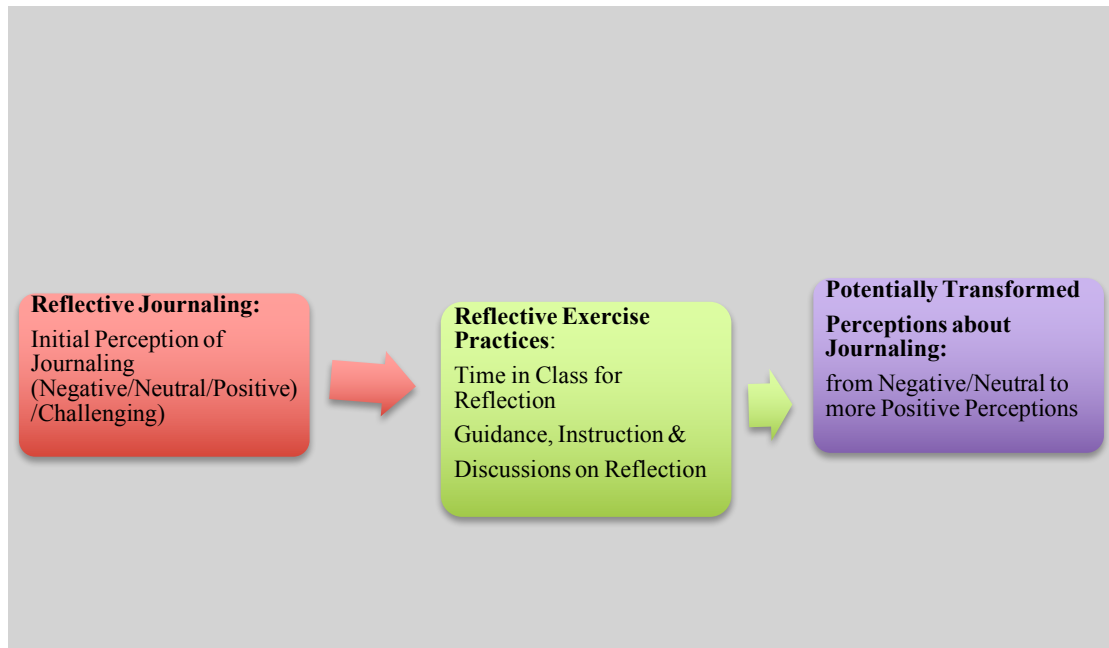 Reflective Journaling:
Initial Perception of
Journaling
(Negative/Neutral/Positive)
/Challenging)
Reflective Exercise
Practices:
Time in Class for
Reflection
Guidance, Instruction &
Discussions on Reflection
Potentially Transformed
Perceptions about
Journaling:
from Negative/Neutral to
more Positive Perceptions